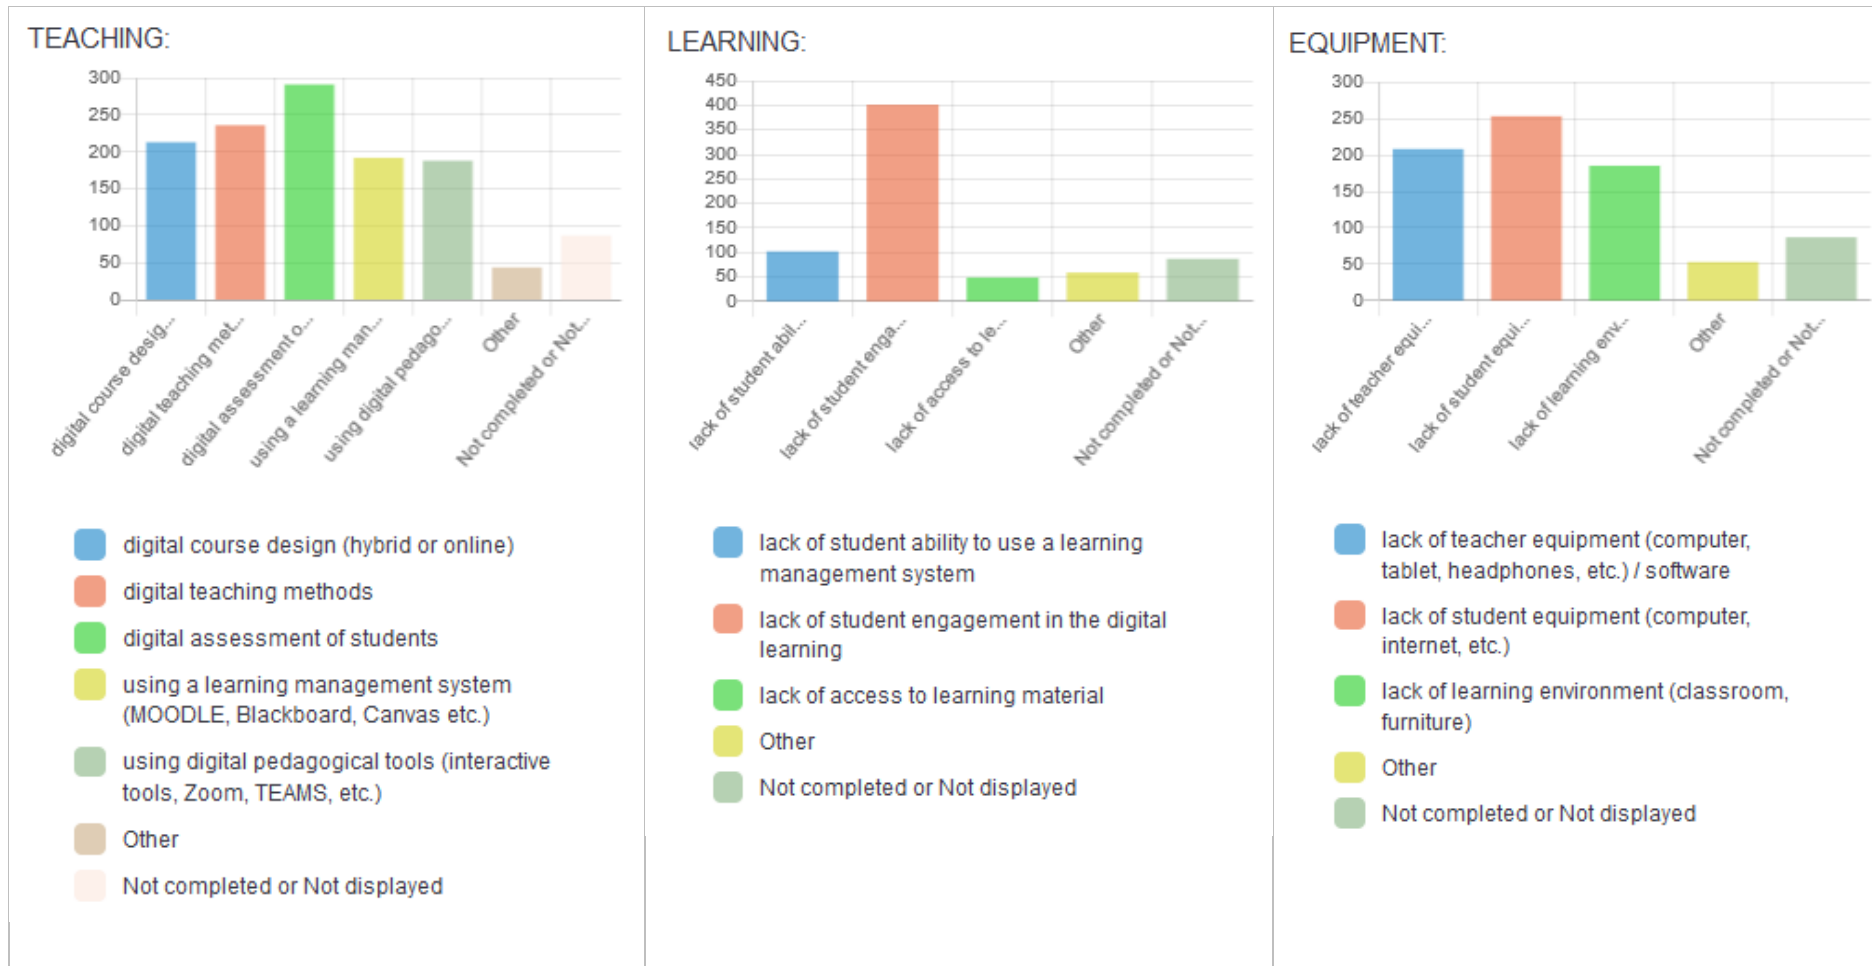 TEACHING:
300
250
200
150
100
50
0
digital course desig...
digital teaching met...
digital assessment o...
using a learning man...
using digital pedago...
Other
Not completed or Not...
digital course design (hybrid or online)
digital teaching methods
digital assessment of students
using a learning management system
(MOODLE, Blackboard, Canvas etc.)
using digital pedagogical tools (interactive
tools, Zoom, TEAMS, etc.)
Other
Not completed or Not displayed
LEARNING:
450
400
350
300
250
200
150
100
50
0
lack of student abil...
lack of student enga...
lack of access to le...
Other
Not completed or Not...
lack of student ability to use a learning
management system
lack of student engagement in the digital
learning
lack of access to learning material
Other
Not completed or Not displayed
EQUIPMENT:
300
250
200
150
100
50
0
lack of teacher equi...
lack of student equi...
lack of learning env...
Other
Not completed or Not...
lack of teacher equipment (computer,
tablet, headphones, etc.) / software
lack of student equipment (computer,
internet, etc.)
lack of learning environment (classroom,
furniture)
Other
Not completed or Not displayed